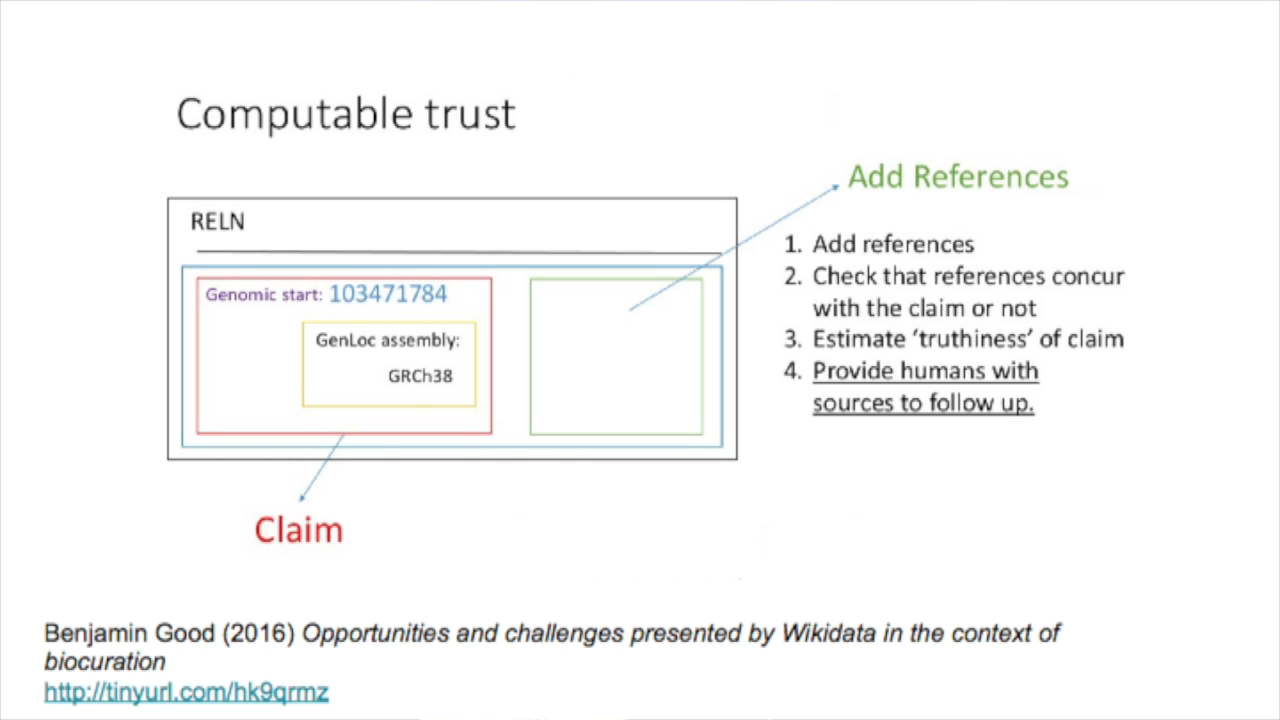 Computable trust
Add References
RELN
1. Add references
2. Check that references concur
with the claim or not
3. Estimate ‘truthiness’ of claim
4. Provide humans with
sources to follow up.
Genomic start: 103471784
GenLoc assembly:
GRCh38
Claim
Benjamin Good (2016) Opportunities and challenges presented by Wikidata in the context of
biocuration
http://tinyurl.com/hk9qrmz